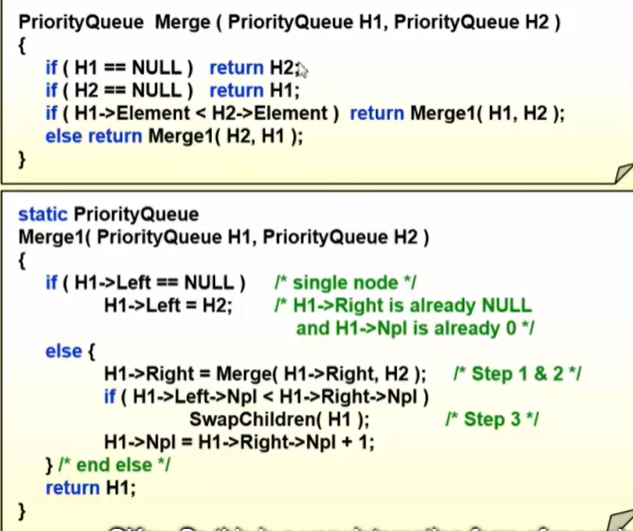 PriorityQueue Merge ( PriorityQueue H1, PriorityQueue H2 )
{
if ( H1 == NULL ) return H2;
if ( H2 == NULL ) return H1;
if ( H1->Element < H2->Element ) return Merge1( H1, H2 );
else return Merge1( H2, H1 );
}
static PriorityQueue
Merge1( PriorityQueue H1, PriorityQueue H2 )
{
if ( H1->Left == NULL ) /* single node */
H1->Left = H2; /* H1->Right is already NULL
and H1->Npl is already 0 */
else {
H1->Right = Merge( H1->Right, H2 ); /* Step 1 & 2 */
if ( H1->Left->Npl < H1->Right->Npl )
SwapChildren( H1 ); /* Step 3 */
H1->Npl = H1->Right->Npl + 1;
} /* end else */
return H1;
}